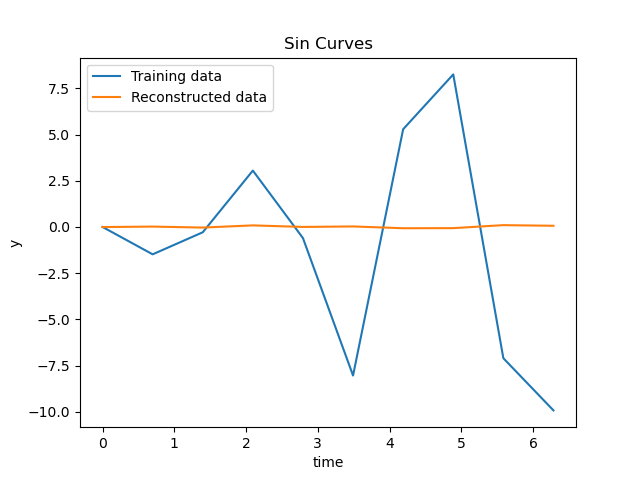 Sin Curves
Training data
Reconstructed data
7.5
5.0
2.5
0.0
−2.5
−5.0
−7.5
−10.0
y
0 1 2 3 4 5 6
time